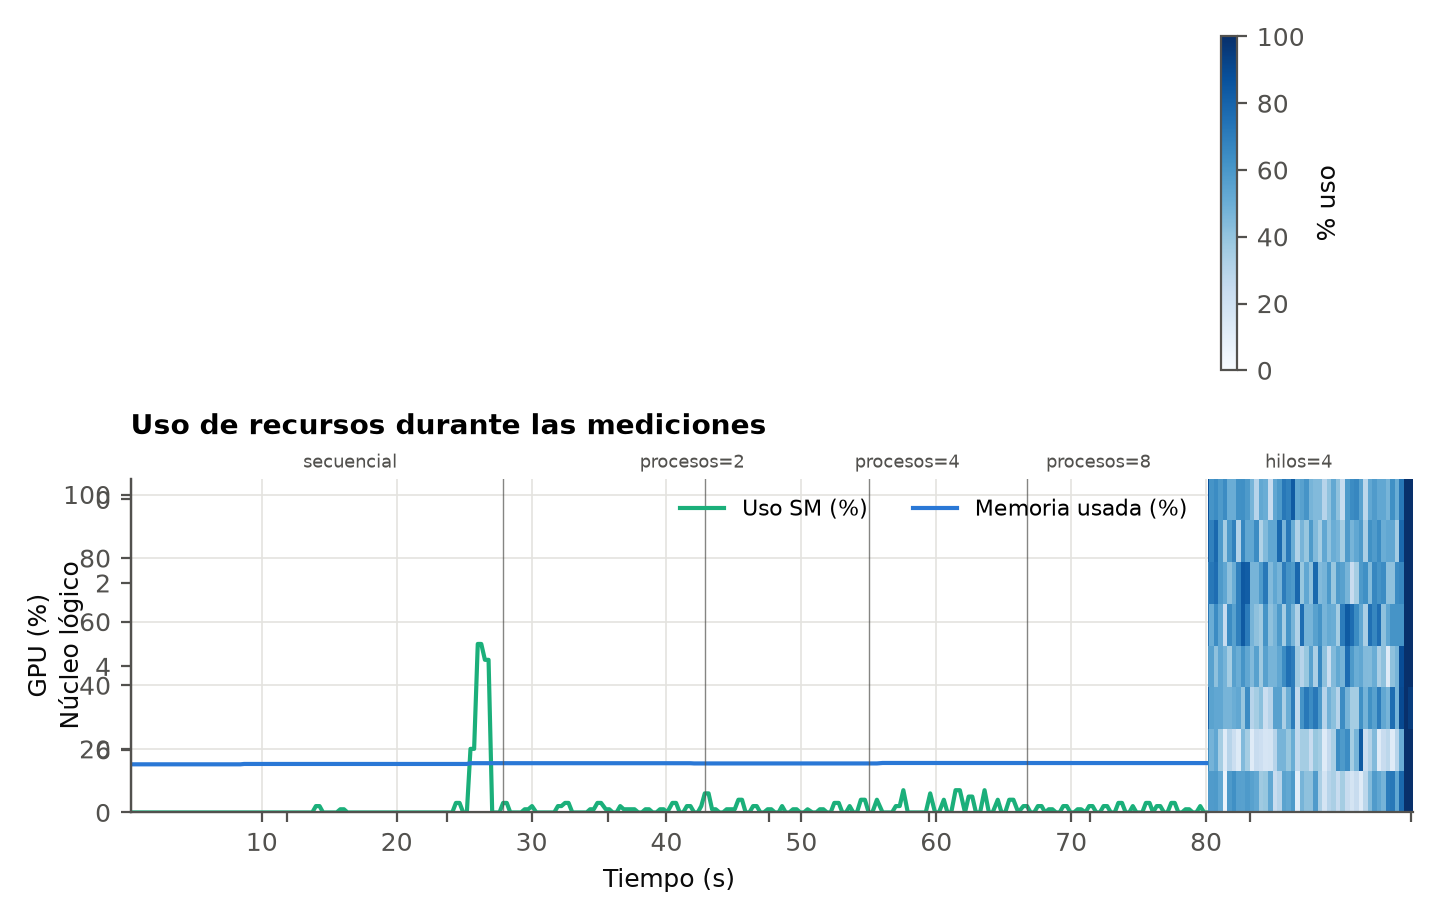 100
80
60
40
20
0
% uso
Uso de recursos durante las mediciones
secuencial procesos=2 procesos=4 procesos=8 hilos=4
Uso SM (%) Memoria usada (%)
GPU (%)
Núcleo lógico
100
0
80
2
60
4
40
20
6
0
10 20 30 40 50 60 70 80
Tiempo (s)